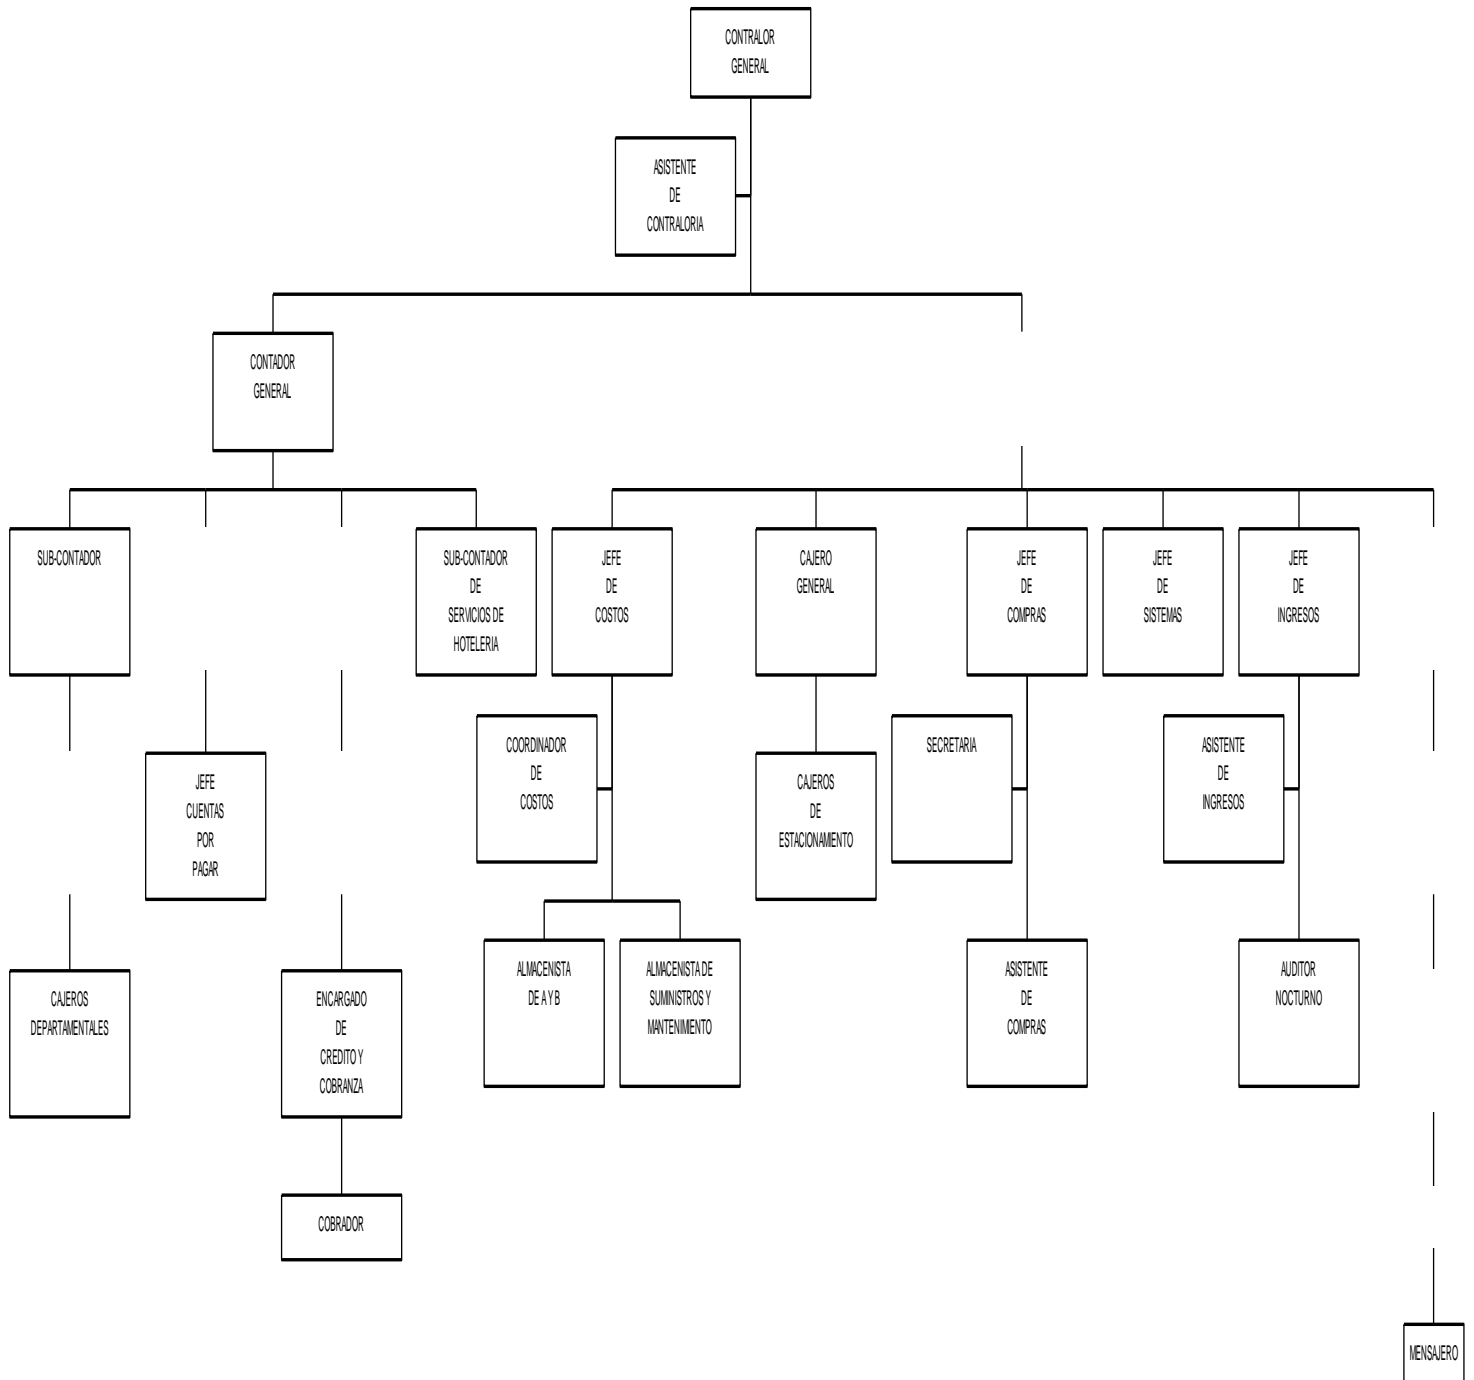 CONTRALOR
GENERAL
ASISTENTE
DE
CONTRALORIA
CONTADOR
GENERAL
SUB-CONTADOR
SUB-CONTADOR
DE
SERVICIOS DE
HOTELERIA
JEFE
DE
COSTOS
CAJERO
GENERAL
JEFE
DE
COMPRAS
JEFE
DE
SISTEMAS
JEFE
DE
INGRESOS
JEFE
CUENTAS
POR
PAGAR
COORDINADOR
DE
COSTOS
CAJEROS
DE
ESTACIONAMIENTO
SECRETARIA
ASISTENTE
DE
INGRESOS
CAJEROS
DEPARTAMENTALES
ENCARGADO
DE
CREDITO Y
COBRANZA
ALMACENISTA
DE A Y B
ALMACENISTA DE
SUMINISTROS Y
MANTENIMIENTO
ASISTENTE
DE
COMPRAS
AUDITOR
NOCTURNO
COBRADOR
MENSAJERO